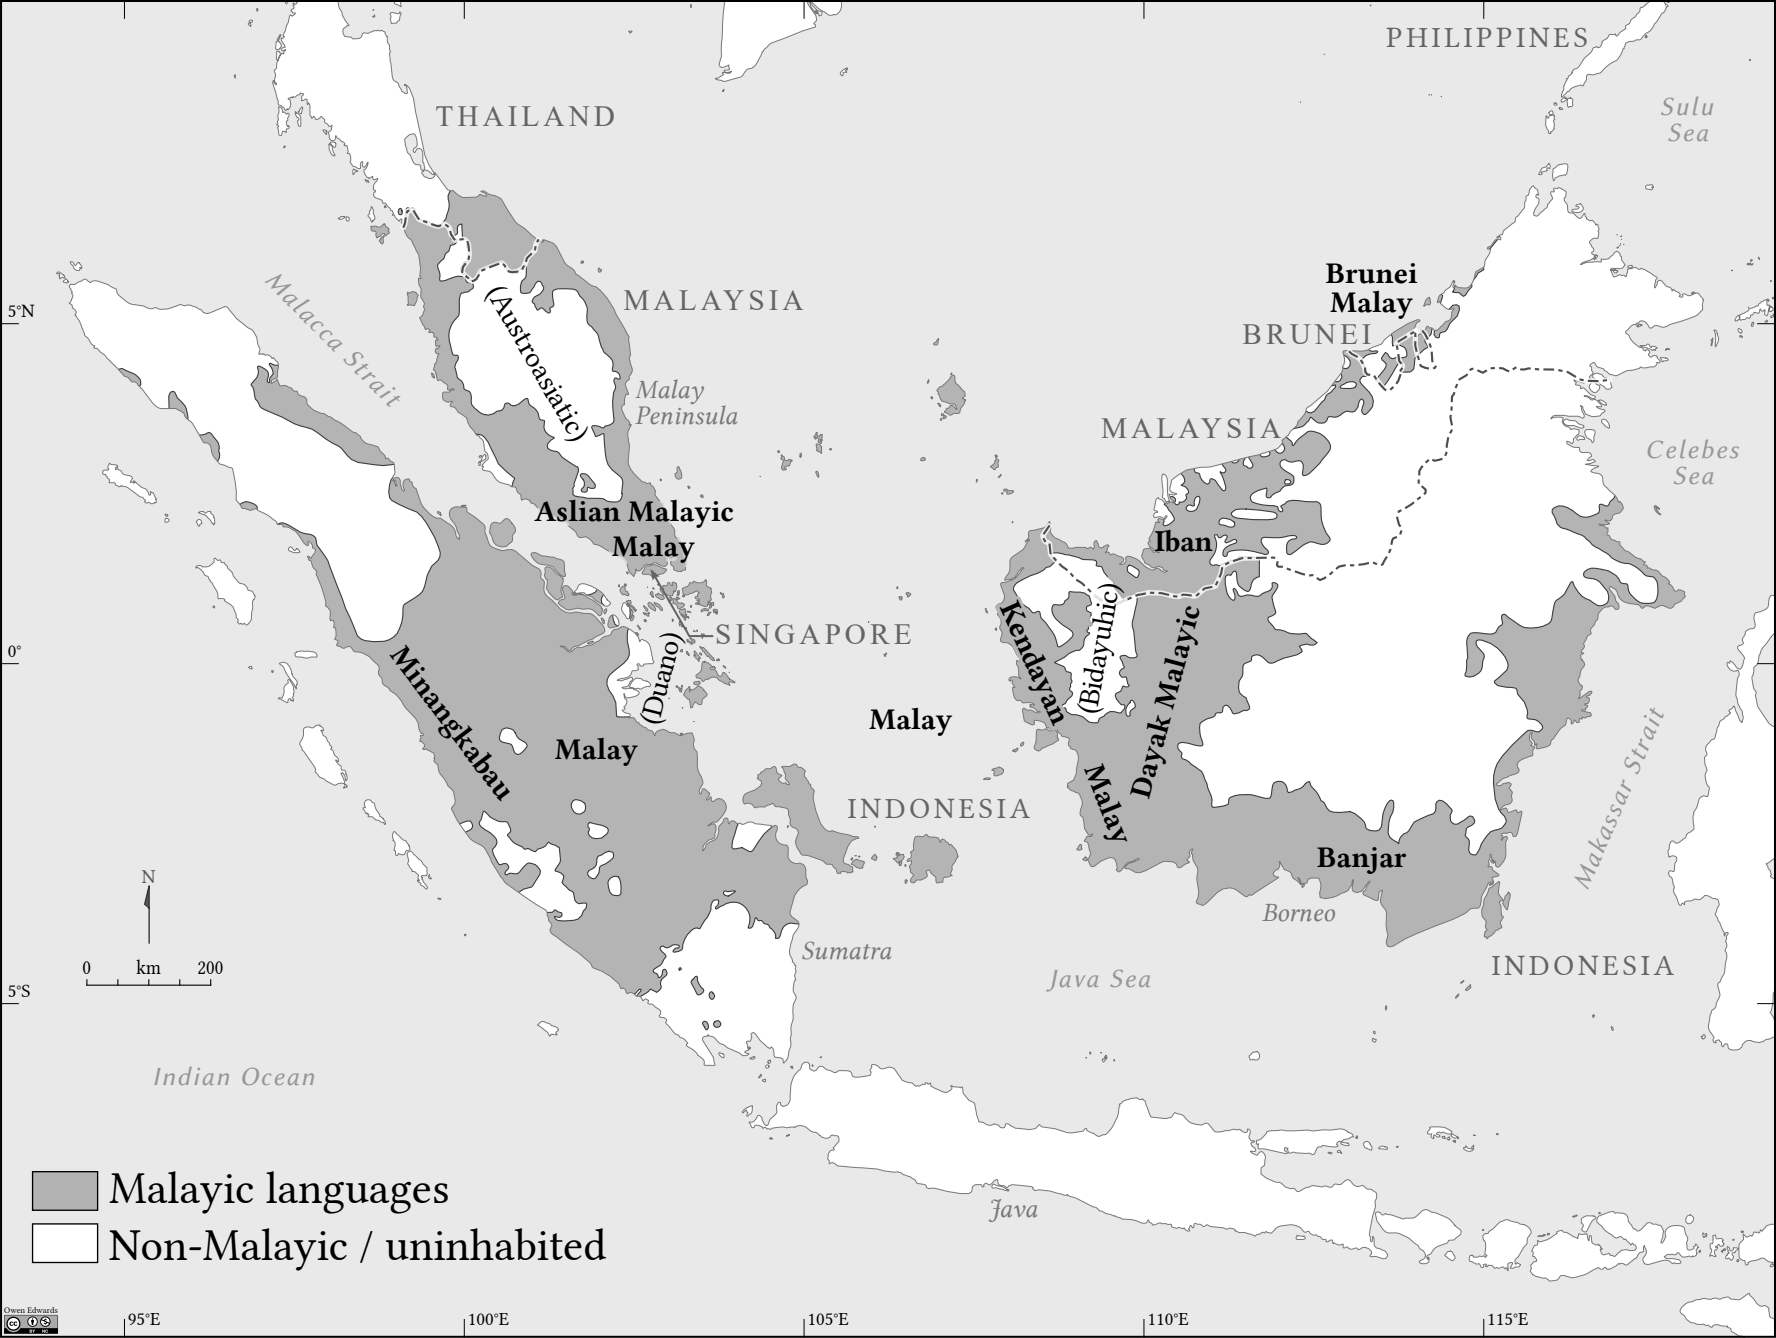 PHILIPPINES
Sulu
Sea
THAILAND
Malacca Strait
MALAYSIA
(Austroasiatic)
Malay
Peninsula
Brunei
Malay
BRUNEI
MALAYSIA
Celebes
Sea
5°N
Aslian Malayic
Malay
Iban
SINGAPORE
(Duano)
Kendayan
(Bidayuhic)
Dayak Malayic
0°
Minangkabau
Malay
Malay
Malay
INDONESIA
Banjar
Makassar Strait
Borneo
N
0 km 200
Sumatra
Java Sea
INDONESIA
5°S
Indian Ocean
Java
Malayic languages
Non-Malayic / uninhabited
Owen Edwards
cc
BY NC
95°E
100°E
105°E
110°E
115°E